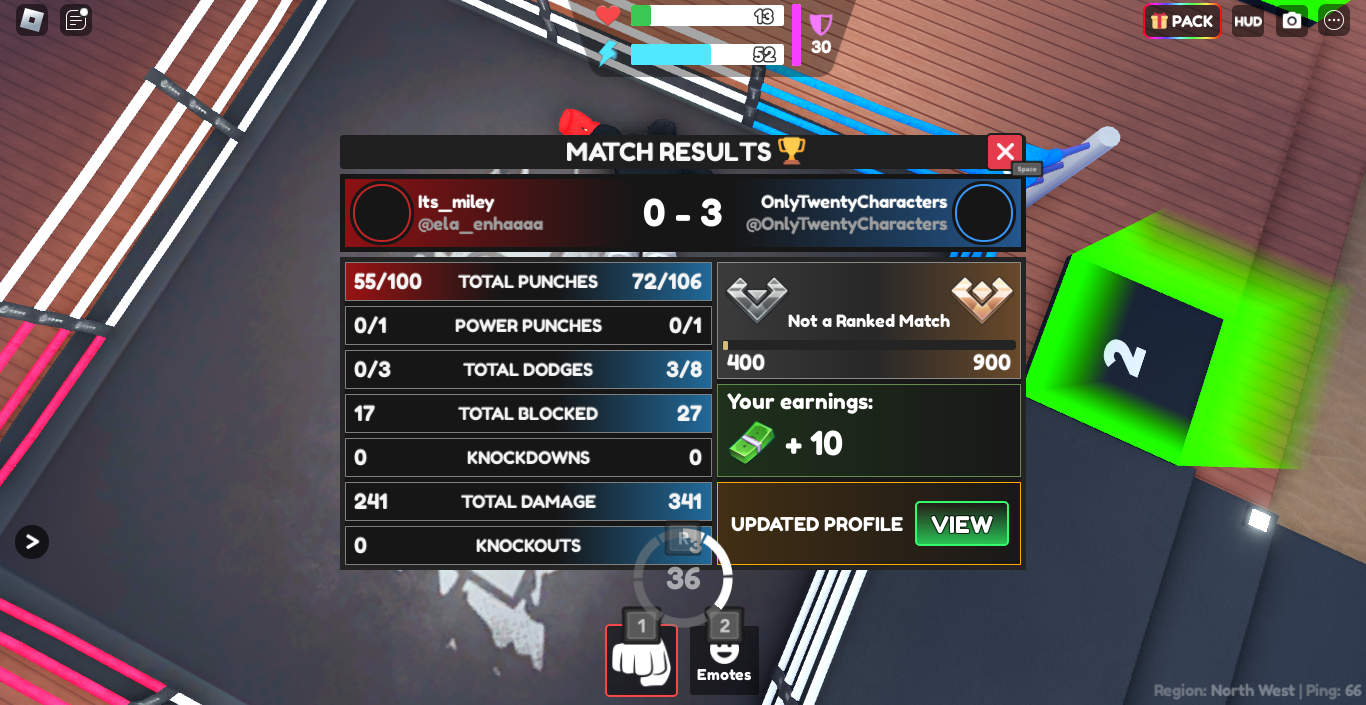 13
52
30
PACK
HUD
MATCH RESULTS
Space
Its_miley
@ela_enhaaaa
0 - 3
OnlyTwentyCharacters
@OnlyTwentyCharacters
55/100 TOTAL PUNCHES 72/106
0/1 POWER PUNCHES 0/1
0/3 TOTAL DODGES 3/8
17 TOTAL BLOCKED 27
0 KNOCKDOWNS 0
241 TOTAL DAMAGE 341
0 KNOCKOUTS 3
Not a Ranked Match
400 900
Your earnings:
+ 10
UPDATED PROFILE VIEW
2
R
36
1
2
Emotes
Region: North West | Ping: 66